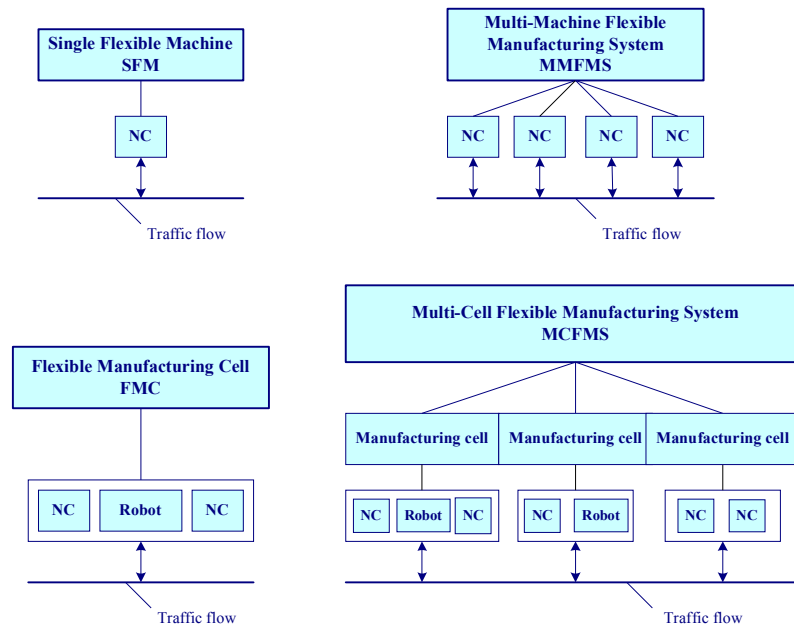 Single Flexible Machine
SFM
NC
Traffic flow
Multi-Machine Flexible
Manufacturing System
MMFMS
NC NC NC NC
Traffic flow
Flexible Manufacturing Cell
FMC
NC Robot NC
Traffic flow
Multi-Cell Flexible Manufacturing System
MCFMS
Manufacturing cell Manufacturing cell Manufacturing cell
NC Robot NC NC Robot NC NC
Traffic flow